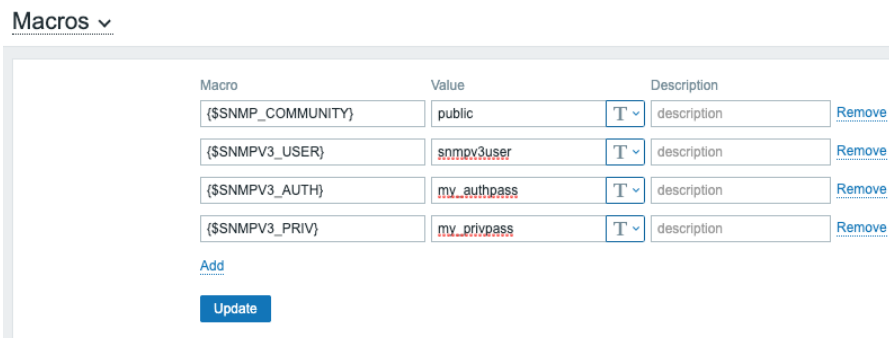 Macros
Macro Value Description
{$SNMP_COMMUNITY} public T description Remove
{$SNMPV3_USER} snmpv3user T description Remove
{$SNMPV3_AUTH} my_authpass T description Remove
{$SNMPV3_PRIV} my_privpass T description Remove
Add
Update